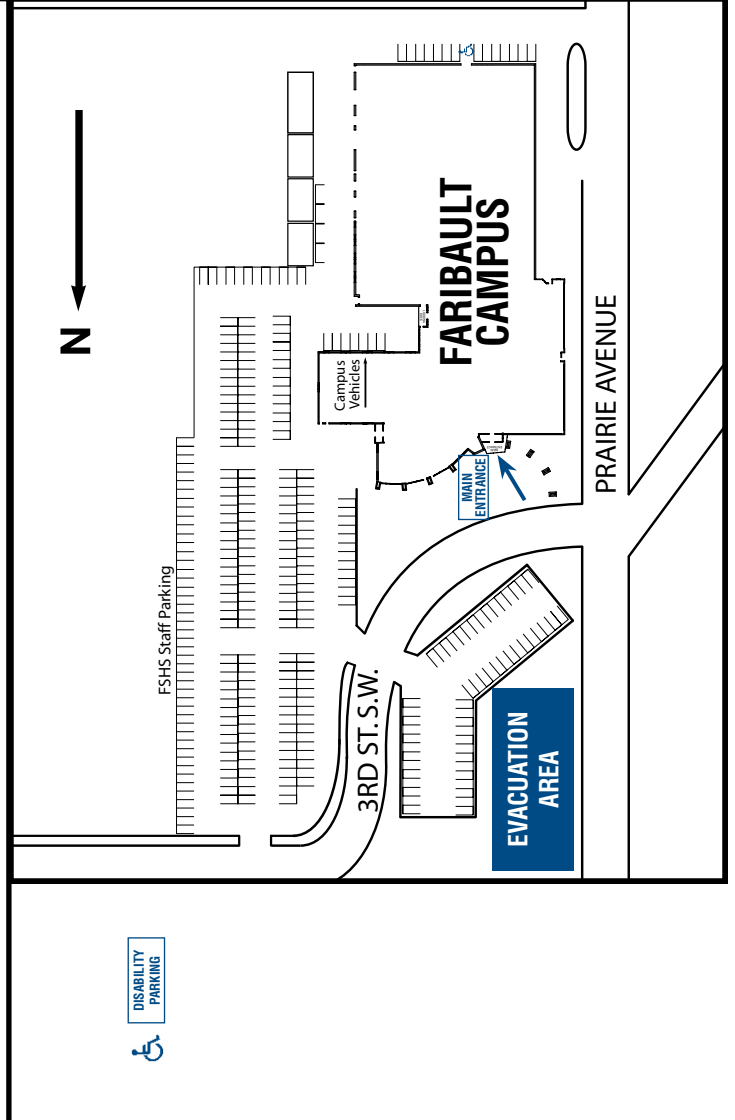 N
FARIBAULT
CAMPUS
Campus
Vehicles
MAIN
ENTRANCE
PRAIRIE AVENUE
FSHS Staff Parking
3RD ST. S.W.
EVACUATION
AREA
DISABILITY
PARKING